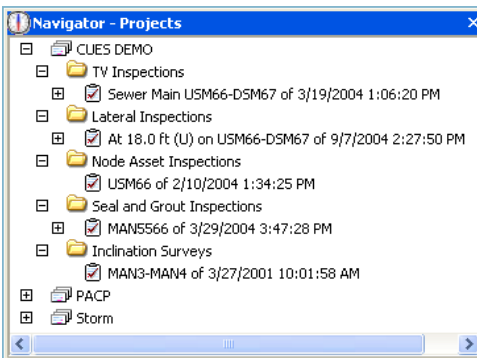 Navigator - Projects
CUES DEMO
TV Inspections
Sewer Main USM66-DSM67 of 3/19/2004 1:06:20 PM
Lateral Inspections
At 18.0 ft (U) on USM66-DSM67 of 9/7/2004 2:27:50 PM
Node Asset Inspections
USM66 of 2/10/2004 1:34:25 PM
Seal and Grout Inspections
MAN5566 of 3/29/2004 3:47:28 PM
Inclination Surveys
MAN3-MAN4 of 3/27/2001 10:01:58 AM
PACP
Storm